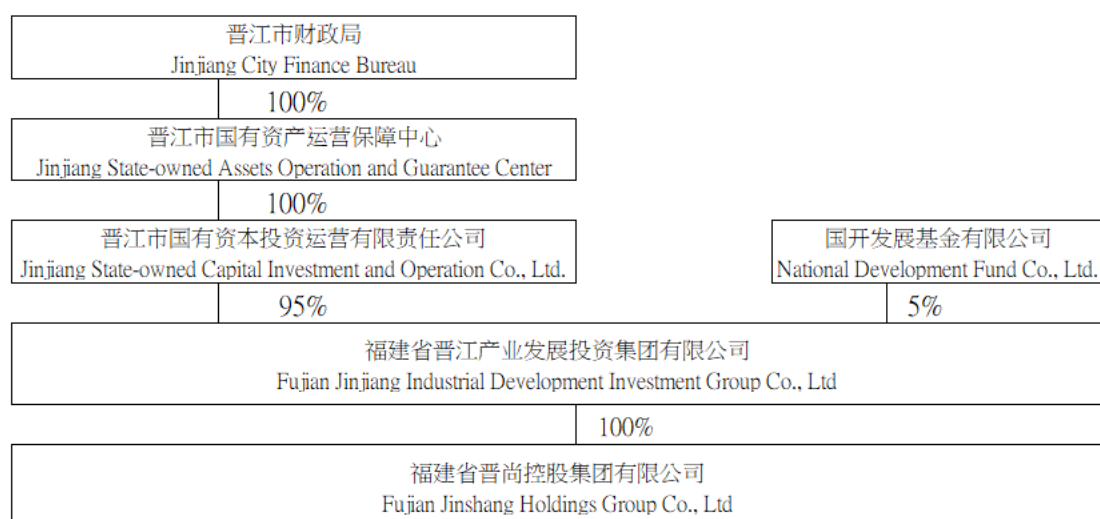 晋江市财政局
Jinjiang City Finance Bureau
100%
晋江市国有资产运营保障中心
Jinjiang State-owned Assets Operation and Guarantee Center
100%
晋江市国有资本投资运营有限责任公司
Jinjiang State-owned Capital Investment and Operation Co., Ltd.
国开发展基金有限公司
National Development Fund Co., Ltd.
95%
5%
福建省晋江产业发展投资集团有限公司
Fujian Jinjiang Industrial Development Investment Group Co., Ltd
100%
福建省晋尚控股集团有限公司
Fujian Jinshang Holdings Group Co., Ltd